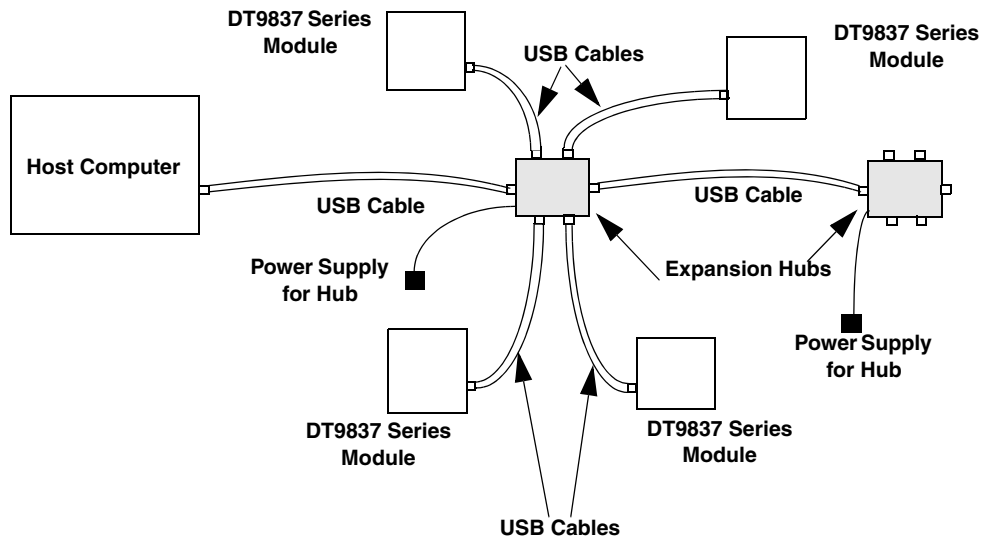 DT9837 Series
Module
USB Cables
DT9837 Series
Module
Host Computer
USB Cable
USB Cable
Power Supply
for Hub
Expansion Hubs
Power Supply
for Hub
DT9837 Series
Module
DT9837 Series
Module
USB Cables